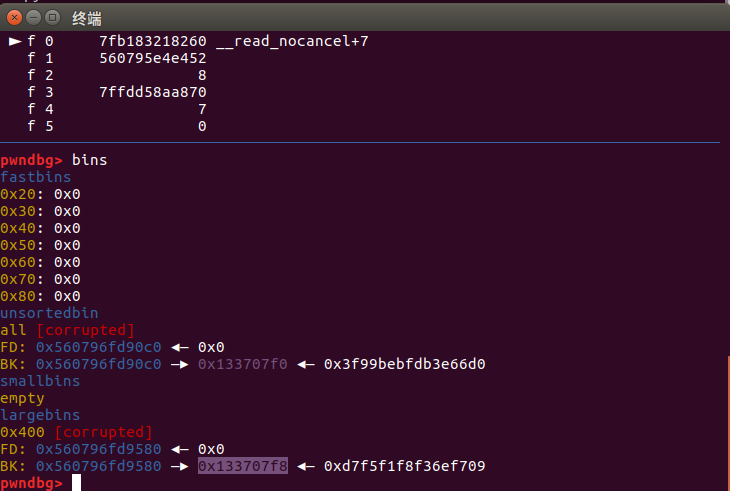 终端
► f 0 7fb183218260 __read_nocancel+7
f 1 560795e4e452
f 2 8
f 3 7ffdd58aa870
f 4 7
f 5 0
pwndbg> bins
fastbins
0x20: 0x0
0x30: 0x0
0x40: 0x0
0x50: 0x0
0x60: 0x0
0x70: 0x0
0x80: 0x0
unsortedbin
all [corrupted]
FD: 0x560796fd90c0 ◄— 0x0
BK: 0x560796fd90c0 —► 0x133707f0 ◄— 0x3f99bebfdb3e66d0
smallbins
empty
largebins
0x400 [corrupted]
FD: 0x560796fd9580 ◄— 0x0
BK: 0x560796fd9580 —► 0x133707f8 ◄— 0xd7f5f1f8f36ef709
pwndbg>